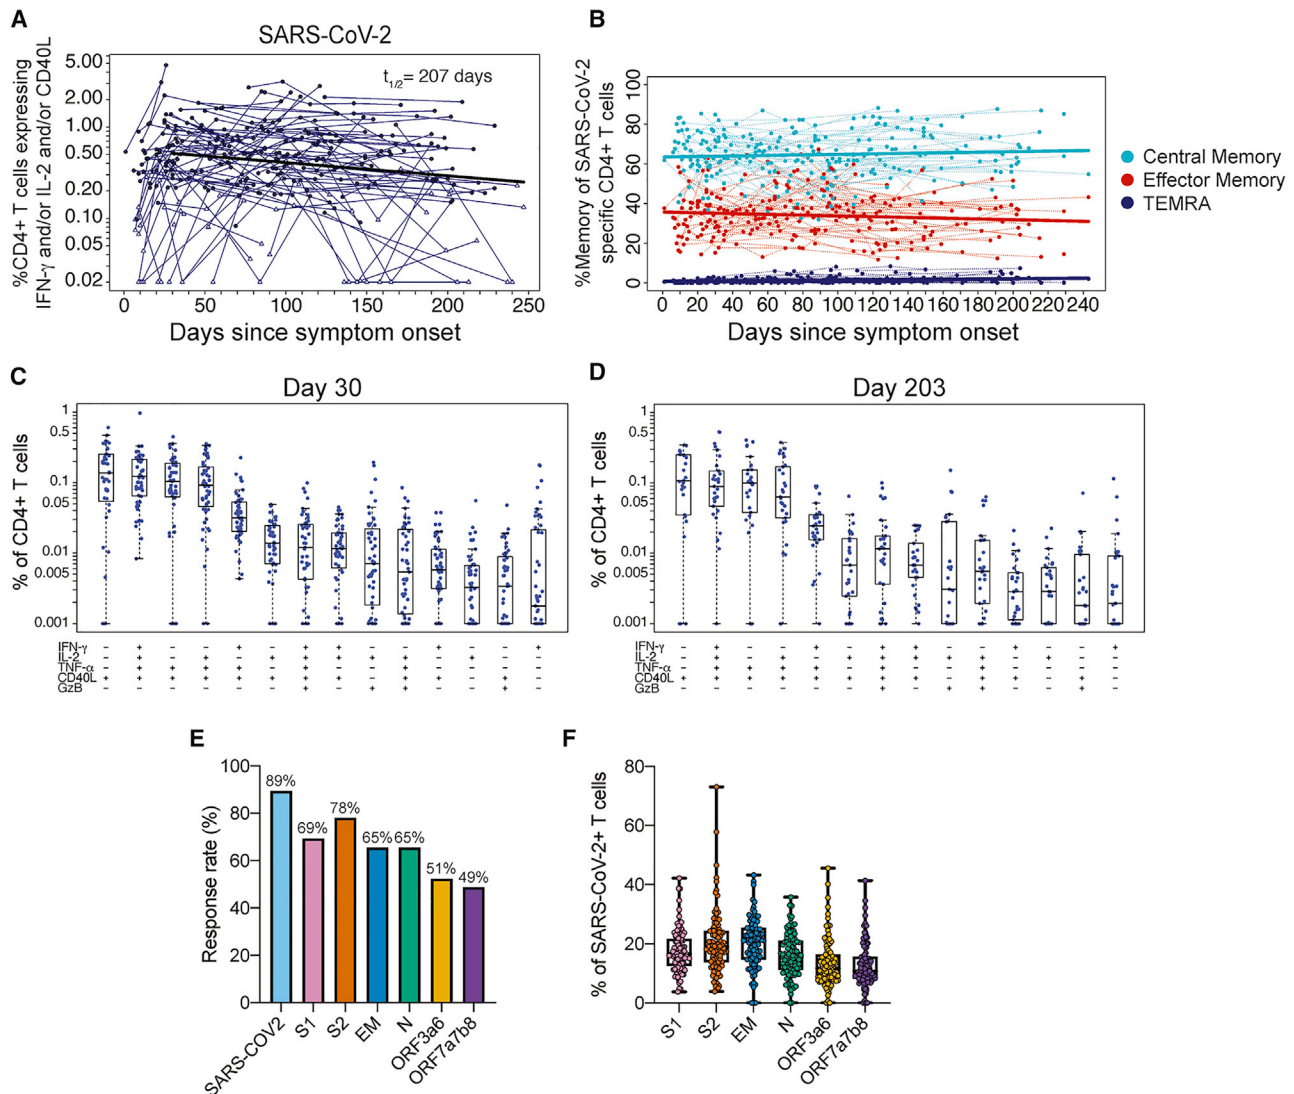 A
SARS-CoV-2
%CD4+ T cells expressing
IFN-γ and/or IL-2 and/or CD40L
5.00
2.00
1.00
0.50
0.20
0.10
0.05
0.02
t1/2= 207 days
0 50 100 150 200 250
Days since symptom onset
B
%Memory of SARS-CoV-2
specific CD4+ T cells
100
80
60
40
20
0
0 20 40 60 80 100 120 140 160 180 200 220 240
Days since symptom onset
Central Memory
Effector Memory
TEMRA
C
Day 30
% of CD4+ T cells
1
0.5
0.1
0.05
0.01
0.005
0.001
IFN-γ – + – – + – + + – – – – – +
IL-2 – + – + – + + + – – + – – –
TNF-α
CD40L
GzB
D
Day 203
% of CD4+ T cells
1
0.5
0.1
0.05
0.01
0.005
0.001
IFN-γ
IL-2
TNF-α
CD40L
GzB
E
Response rate (%)
100
80
60
40
20
0
89%
69%
78%
65% 65%
51%
49%
SARS-COV2 S1 S2 EM N ORF3a6 ORF7a7b8
F
% of SARS-CoV-2+ T cells
80
60
40
20
0
S1 S2 EM N ORF3a6 ORF7a7b8